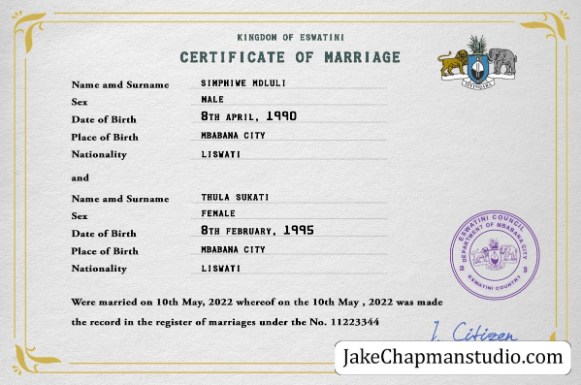 KINGDOM OF ESWATINI
CERTIFICATE OF MARRIAGE
Name amd Surname SIMPHIWE MDLULI
Sex MALE
Date of Birth 8TH APRIL, 1990
Place of Birth MBABANA CITY
Nationality LISWATI
and
Name amd Surname THULA SUKATI
Sex FEMALE
Date of Birth 8TH FEBRUARY, 1995
Place of Birth MBABANA CITY
Nationality LISWATI
ESWATINI COUNCIL
DEPARTMENT OF MBABANA CITY
ESWATINI COUNTRY
Were married on 10th May, 2022 whereof on the 10th May , 2022 was made
the record in the register of marriages under the No. 11223344
J. Citizen
JakeChapmanstudio.com